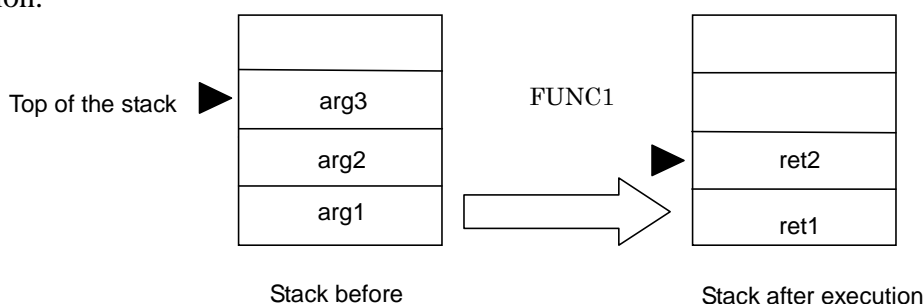 Top of the stack
arg3
arg2
arg1
FUNC1
ret2
ret1
Stack before
Stack after execution